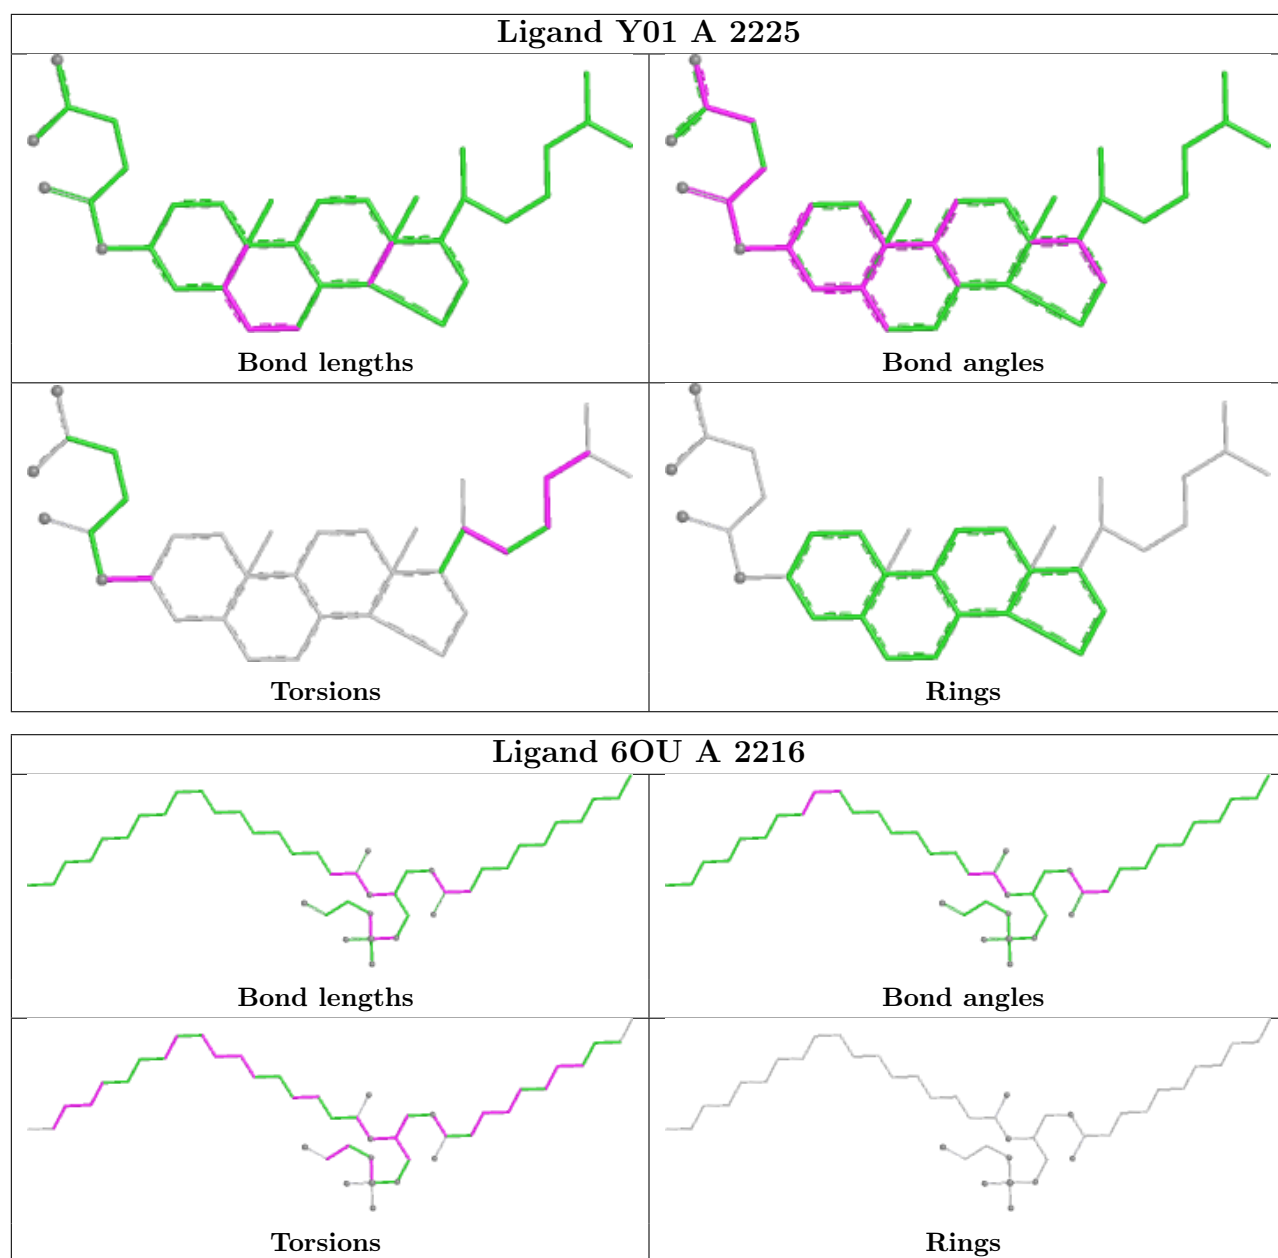 Ligand Y01 A 2225
Bond lengths
Bond angles
Torsions
Rings
Ligand 6OU A 2216
Bond lengths
Bond angles
Torsions
Rings